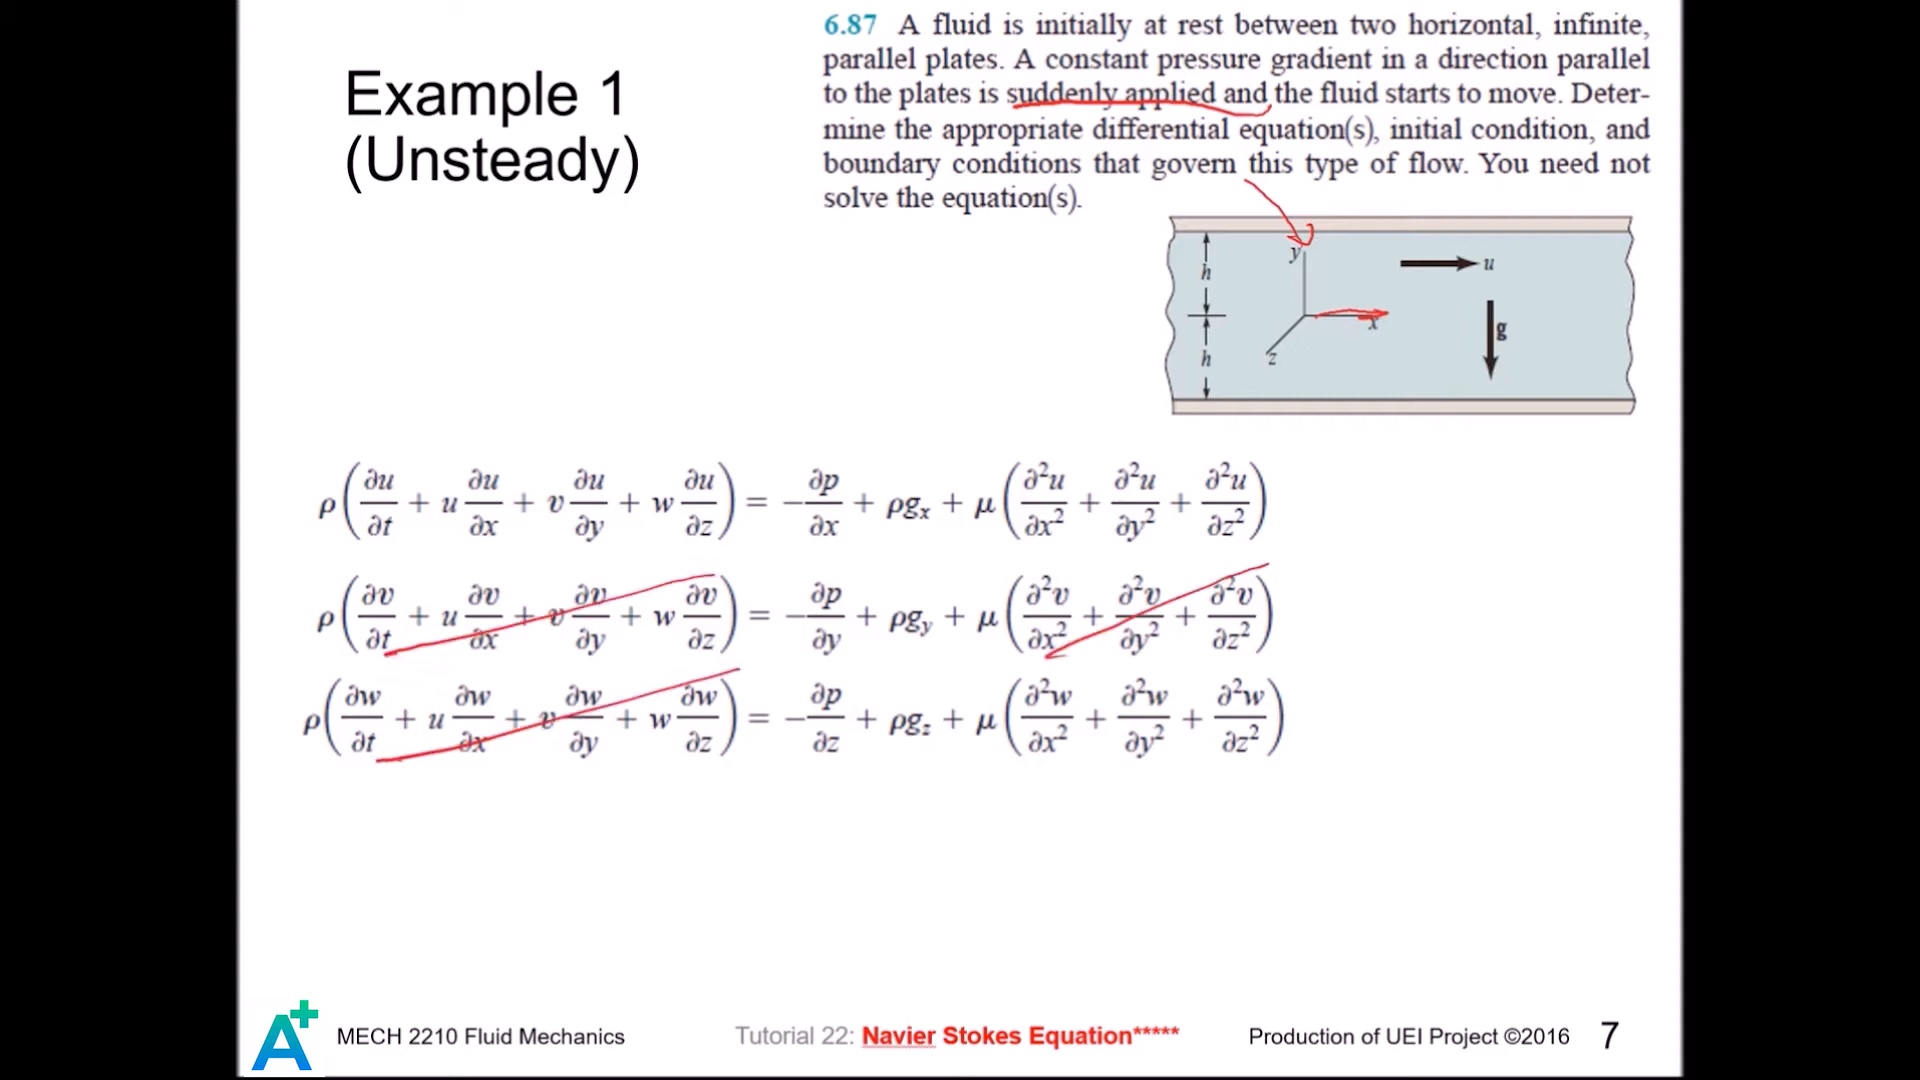 Example 1
(Unsteady)
6.87 A fluid is initially at rest between two horizontal, infinite,
parallel plates. A constant pressure gradient in a direction parallel
to the plates is suddenly applied and the fluid starts to move. Deter-
mine the appropriate differential equation(s), initial condition, and
boundary conditions that govern this type of flow. You need not
solve the equation(s).
y
u
h
x
g
h
z
ρ(∂u/∂t + u ∂u/∂x + v ∂u/∂y + w ∂u/∂z) = −∂p/∂x + ρgₓ + μ(∂²u/∂x² + ∂²u/∂y² + ∂²u/∂z²)
ρ(∂v/∂t + u ∂v/∂x + v ∂v/∂y + w ∂v/∂z) = −∂p/∂y + ρg_y + μ(∂²v/∂x² + ∂²v/∂y² + ∂²v/∂z²)
ρ(∂w/∂t + u ∂w/∂x + v ∂w/∂y + w ∂w/∂z) = −∂p/∂z + ρg_z + μ(∂²w/∂x² + ∂²w/∂y² + ∂²w/∂z²)
A+ MECH 2210 Fluid Mechanics Tutorial 22: Navier Stokes Equation***** Production of UEI Project ©2016 7